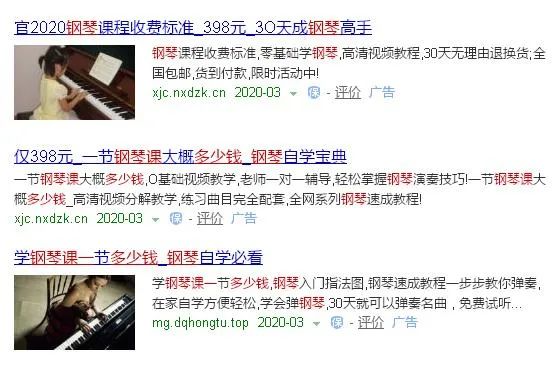 官2020钢琴课程收费标准_398元_3O天成钢琴高手
钢琴课程收费标准,零基础学钢琴,高清视频教程,30天无理由退换货;全
国包邮,货到付款,限时活动中!
xjc.nxdzk.cn 2020-03 保 - 评价 广告
仅398元_一节钢琴课大概多少钱_钢琴自学宝典
一节钢琴课大概多少钱,O基础视频教学,老师一对一辅导,轻松掌握钢琴演奏技巧!一节钢琴课大
概多少钱_高清视频分解教学,练习曲目完全配套,全网系列钢琴速成教程!
xjc.nxdzk.cn 2020-03 保 - 评价 广告
学钢琴课一节多少钱_钢琴自学必看
学钢琴课一节多少钱,钢琴入门指法图,钢琴速成教程一步步教你弹奏,
在家自学方便轻松,学会弹钢琴,30天就可以弹奏名曲，免费试听...
mg.dqhongtu.top 2020-03 保 - 评价 广告